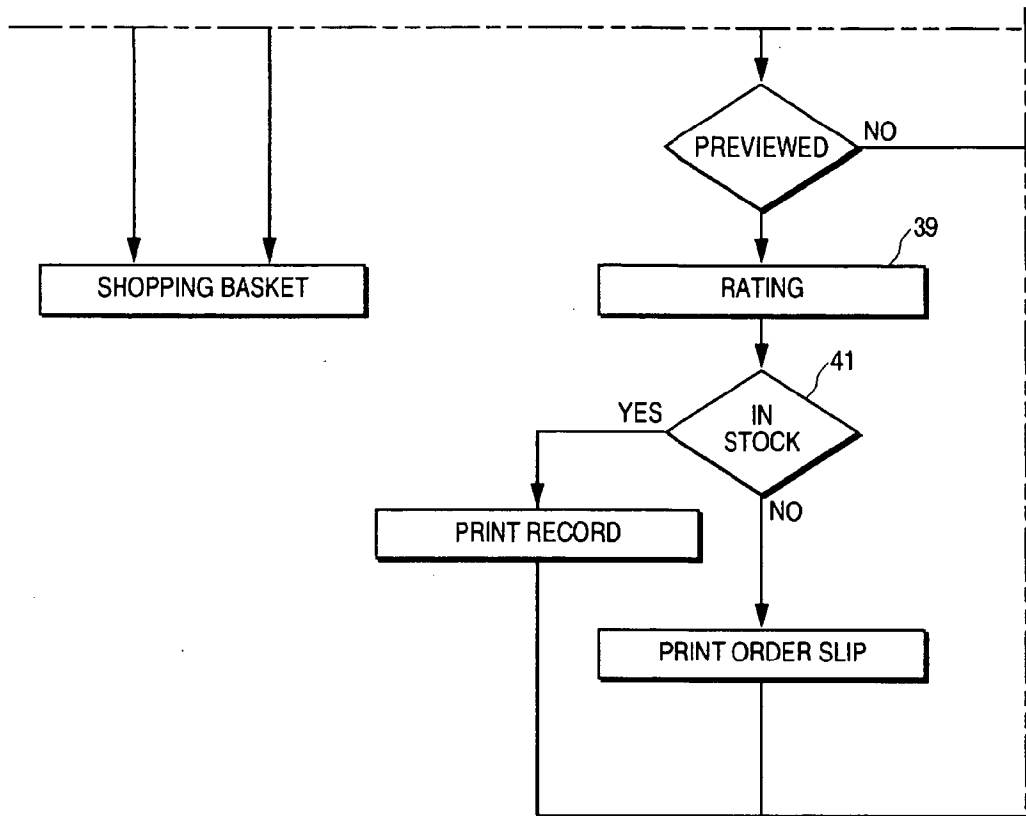 PREVIEWED
NO
39
SHOPPING BASKET
RATING
41
YES
IN
STOCK
NO
PRINT RECORD
PRINT ORDER SLIP